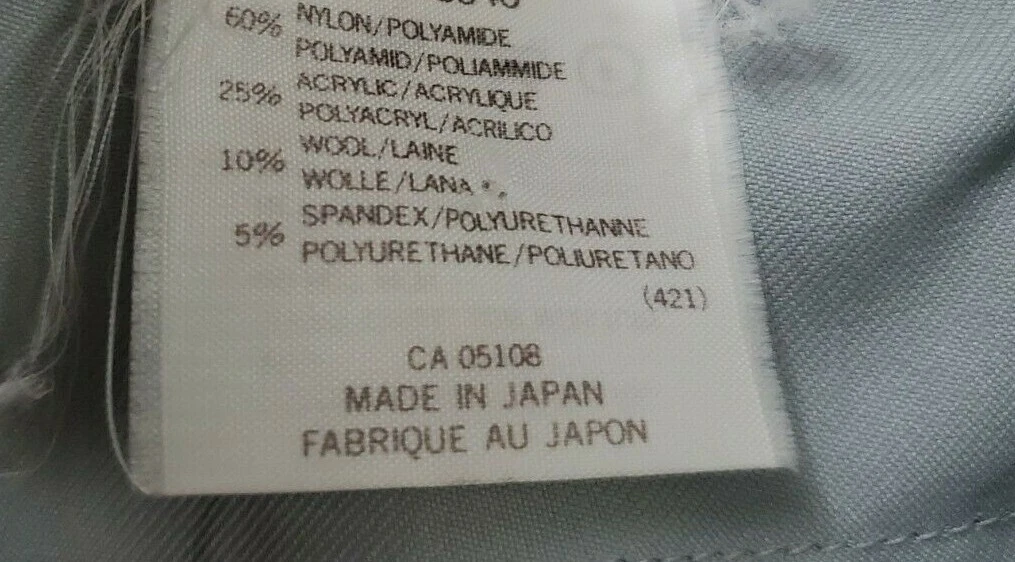 60% NYLON/POLYAMIDE
POLYAMID/POLIAMMIDE
25% ACRYLIC/ACRYLIQUE
POLYACRYL/ACRILICO
10% WOOL/LAINE
WOLLE/LANA
5% SPANDEX/POLYURETHANNE
POLYURETHANE/POLIURETANO
(421)
CA 05108
MADE IN JAPAN
FABRIQUE AU JAPON